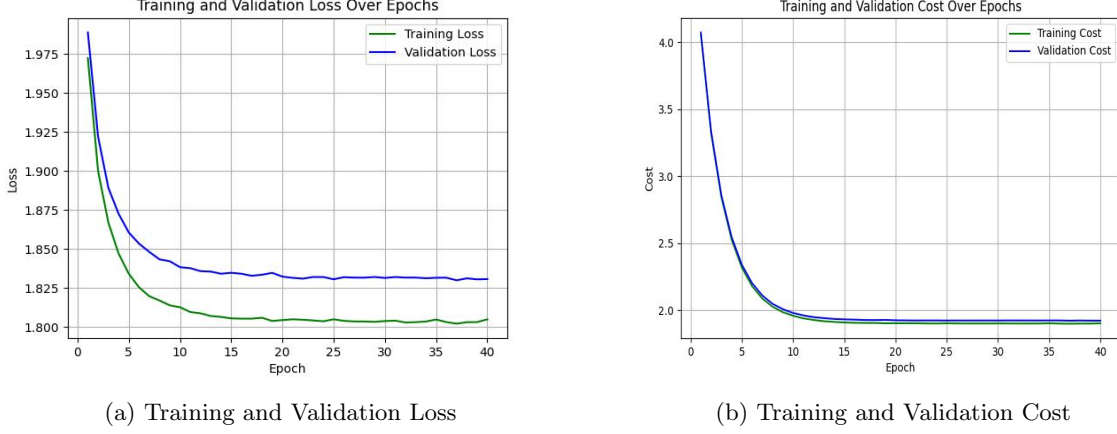 Training and Validation Loss Over Epochs
Training Loss
Validation Loss
1.975
1.950
1.925
1.900
1.875
1.850
1.825
1.800
Loss
0 5 10 15 20 25 30 35 40
Epoch
(a) Training and Validation Loss
Training and Validation Cost Over Epochs
Training Cost
Validation Cost
4.0
3.5
3.0
2.5
2.0
Cost
0 5 10 15 20 25 30 35 40
Epoch
(b) Training and Validation Cost